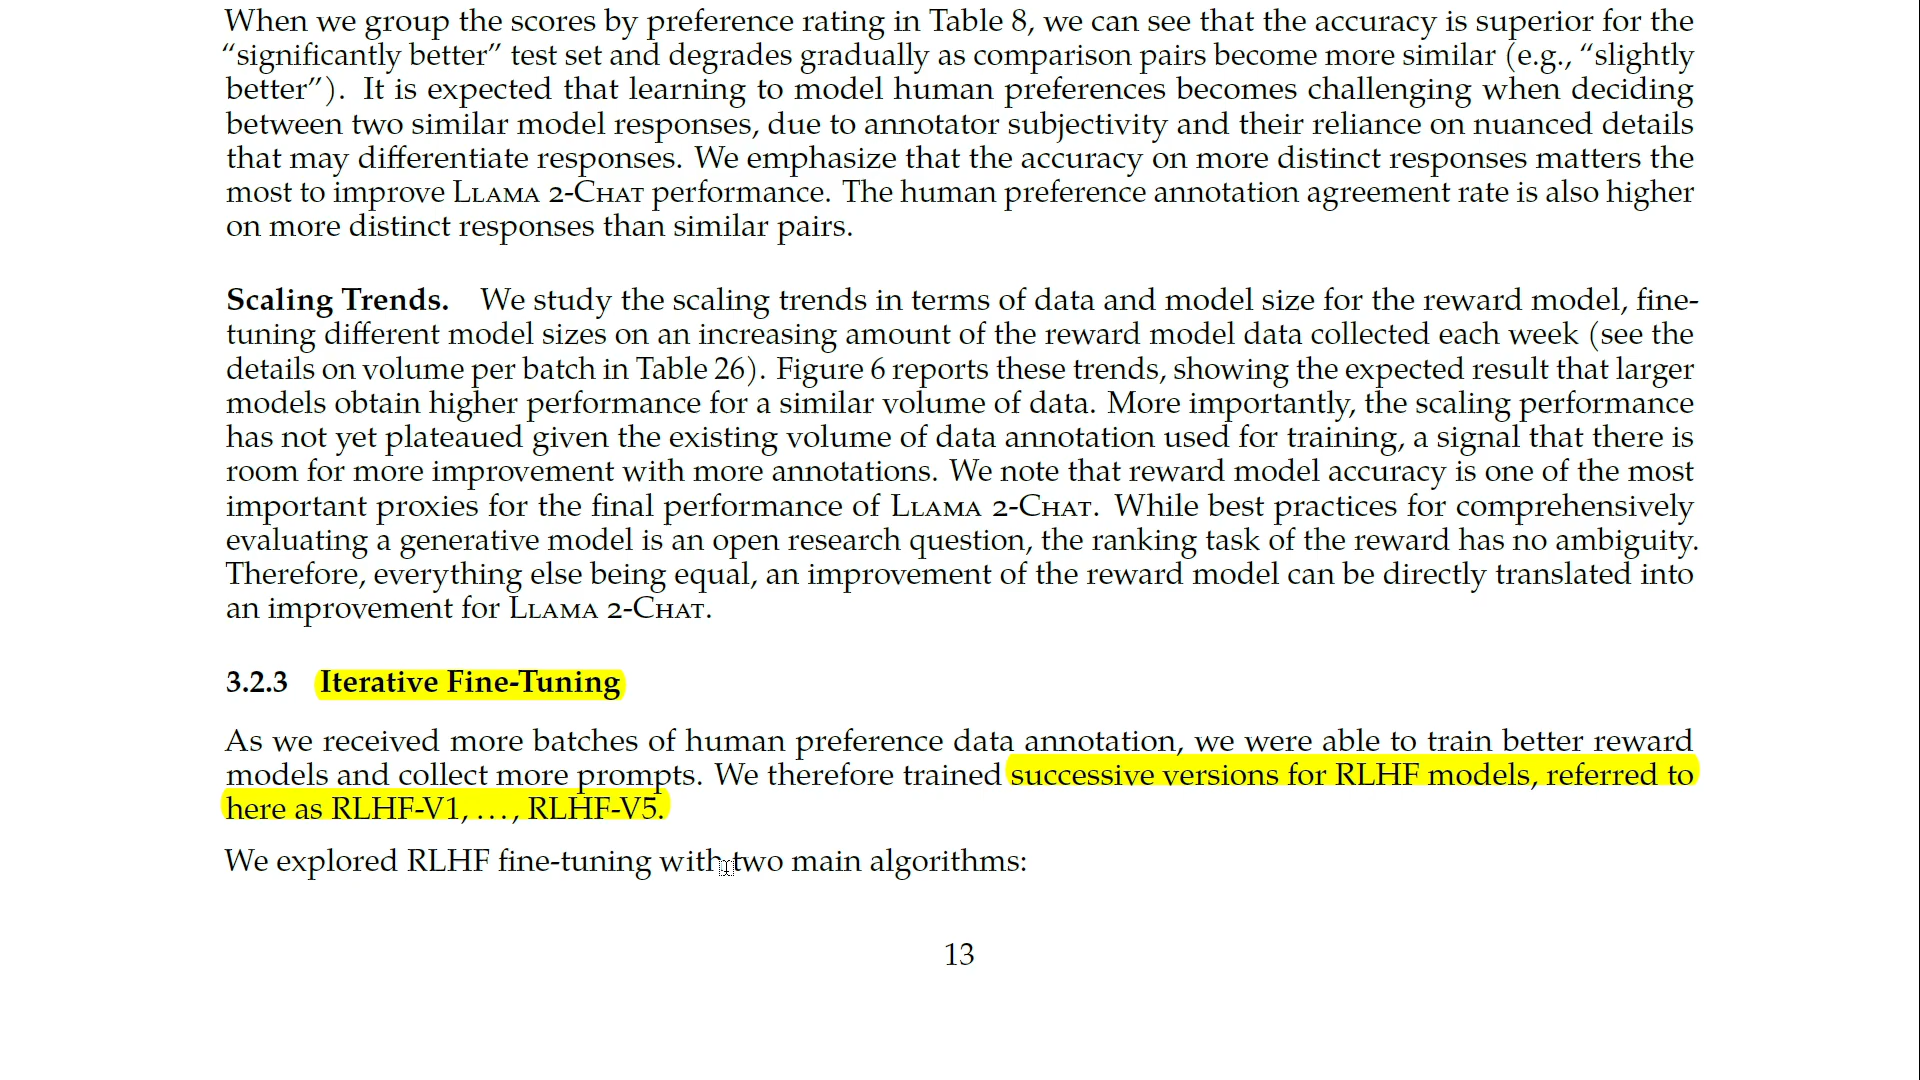 When we group the scores by preference rating in Table 8, we can see that the accuracy is superior for the
“significantly better” test set and degrades gradually as comparison pairs become more similar (e.g., “slightly
better”). It is expected that learning to model human preferences becomes challenging when deciding
between two similar model responses, due to annotator subjectivity and their reliance on nuanced details
that may differentiate responses. We emphasize that the accuracy on more distinct responses matters the
most to improve Llama 2-Chat performance. The human preference annotation agreement rate is also higher
on more distinct responses than similar pairs.
Scaling Trends. We study the scaling trends in terms of data and model size for the reward model, fine-
tuning different model sizes on an increasing amount of the reward model data collected each week (see the
details on volume per batch in Table 26). Figure 6 reports these trends, showing the expected result that larger
models obtain higher performance for a similar volume of data. More importantly, the scaling performance
has not yet plateaued given the existing volume of data annotation used for training, a signal that there is
room for more improvement with more annotations. We note that reward model accuracy is one of the most
important proxies for the final performance of Llama 2-Chat. While best practices for comprehensively
evaluating a generative model is an open research question, the ranking task of the reward has no ambiguity.
Therefore, everything else being equal, an improvement of the reward model can be directly translated into
an improvement for Llama 2-Chat.
3.2.3 Iterative Fine-Tuning
As we received more batches of human preference data annotation, we were able to train better reward
models and collect more prompts. We therefore trained successive versions for RLHF models, referred to
here as RLHF-V1, . . . , RLHF-V5.
We explored RLHF fine-tuning with two main algorithms:
13